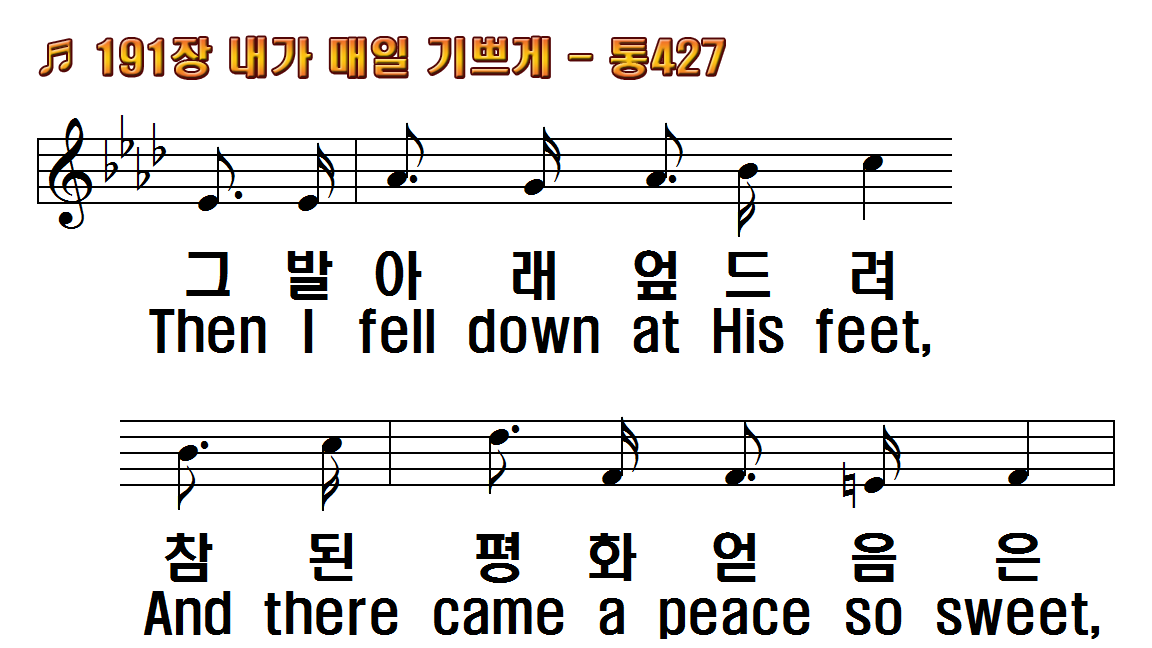 191장 내가 매일 기쁘게 - 통427
그 발 아 래 엎 드 려
Then I fell down at His feet,
참 된 평 화 얻 음 은
And there came a peace so sweet,